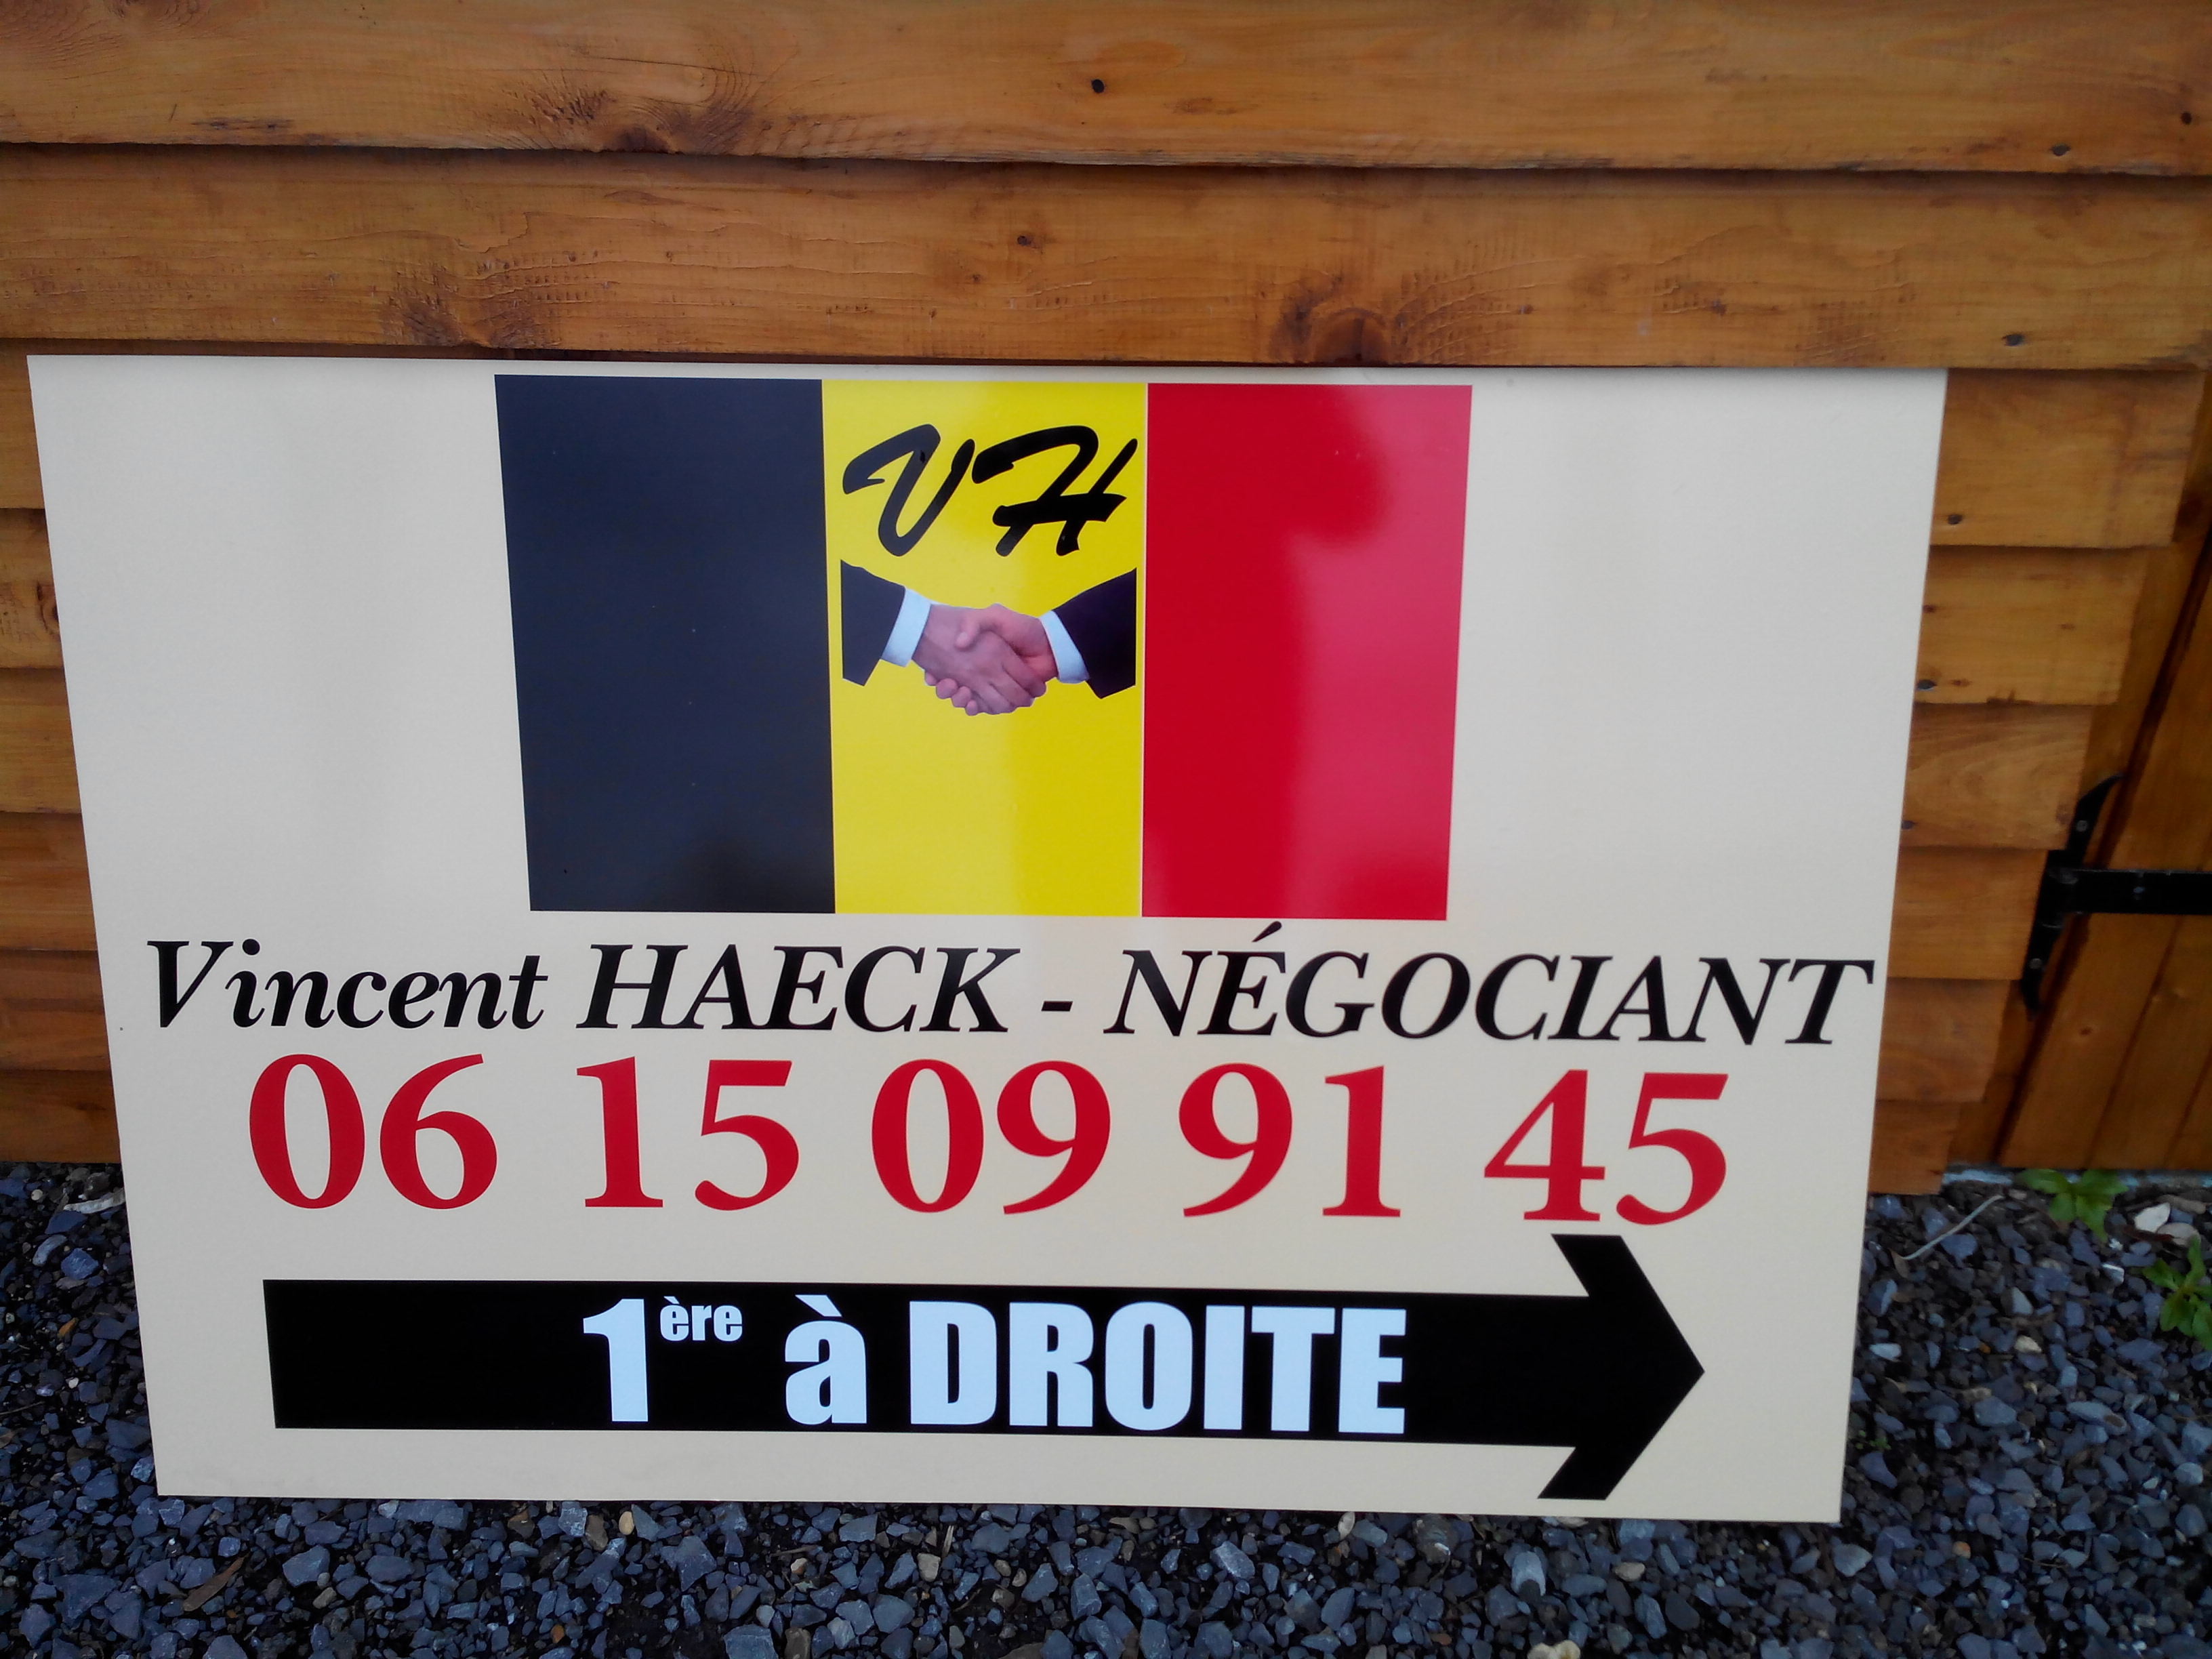 VH
Vincent HAECK - NÉGOCIANT
06 15 09 91 45
1ère à DROITE